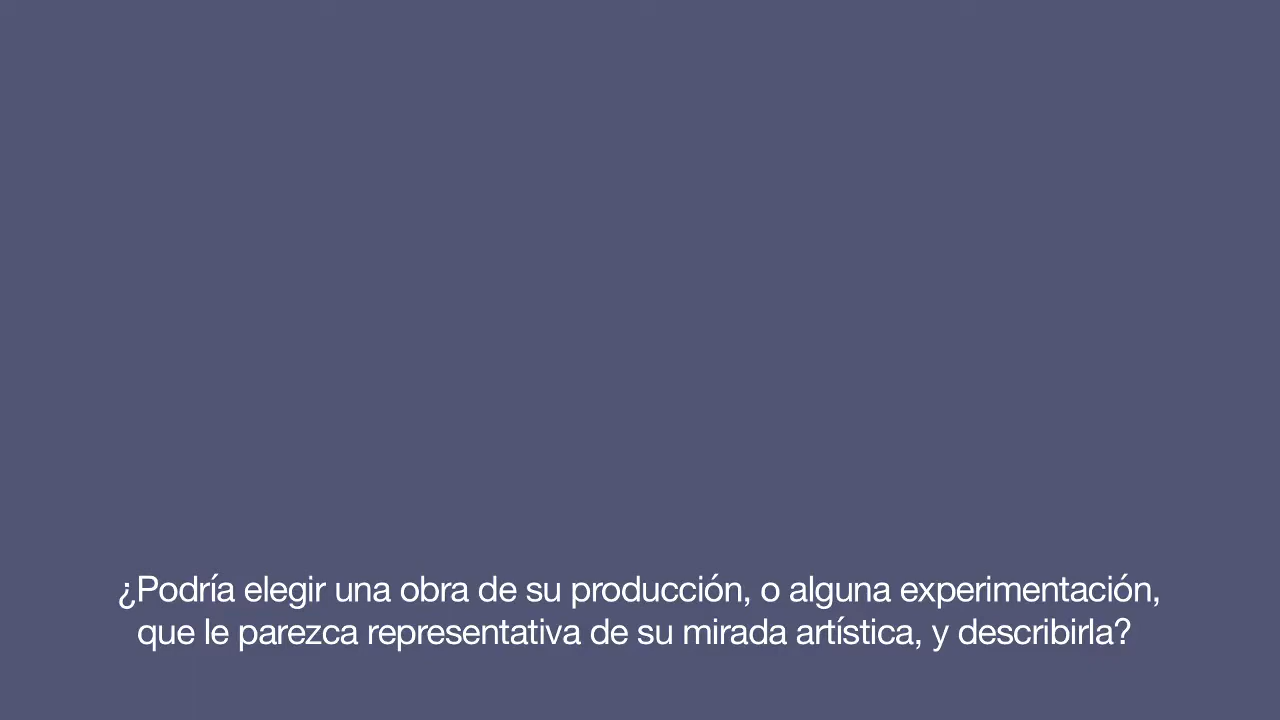 ¿Podría elegir una obra de su producción, o alguna experimentación,
que le parezca representativa de su mirada artística, y describirla?